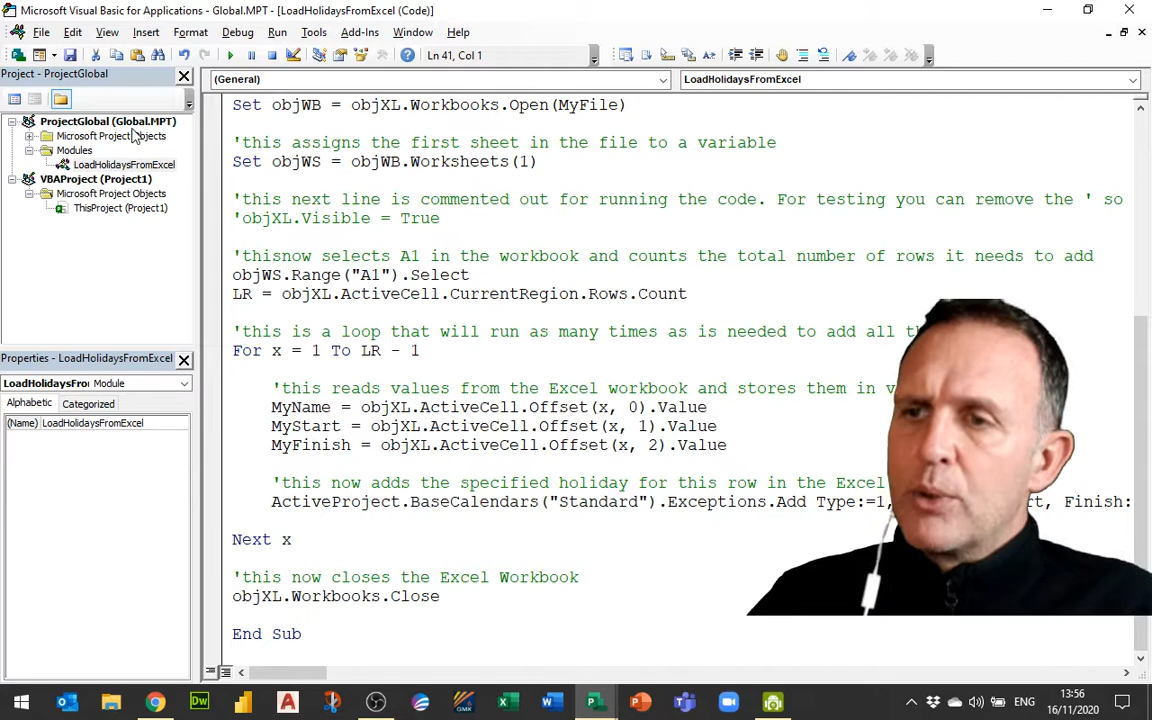 Microsoft Visual Basic for Applications - Global.MPT - [LoadHolidaysFromExcel (Code)]
File Edit View Insert Format Debug Run Tools Add-Ins Window Help
Ln 41, Col 1
Project - ProjectGlobal
(General)
LoadHolidaysFromExcel
ProjectGlobal (Global.MPT)
Microsoft Project Objects
Modules
LoadHolidaysFromExcel
VBAProject (Project1)
Microsoft Project Objects
ThisProject (Project1)
Properties - LoadHolidaysFromExcel
LoadHolidaysFro Module
Alphabetic Categorized
(Name) LoadHolidaysFromExcel
Set objWB = objXL.Workbooks.Open(MyFile)
'this assigns the first sheet in the file to a variable
Set objWS = objWB.Worksheets(1)
'this next line is commented out for running the code. For testing you can remove the ' so
'objXL.Visible = True
'thisnow selects A1 in the workbook and counts the total number of rows it needs to add
objWS.Range("A1").Select
LR = objXL.ActiveCell.CurrentRegion.Rows.Count
'this is a loop that will run as many times as is needed to add all
For x = 1 To LR - 1
'this reads values from the Excel workbook and stores them in
MyName = objXL.ActiveCell.Offset(x, 0).Value
MyStart = objXL.ActiveCell.Offset(x, 1).Value
MyFinish = objXL.ActiveCell.Offset(x, 2).Value
'this now adds the specified holiday for this row in the Excel
ActiveProject.BaseCalendars("Standard").Exceptions.Add Type:=1, Finish:
Next x
'this now closes the Excel Workbook
objXL.Workbooks.Close
End Sub
ENG
13:56
16/11/2020